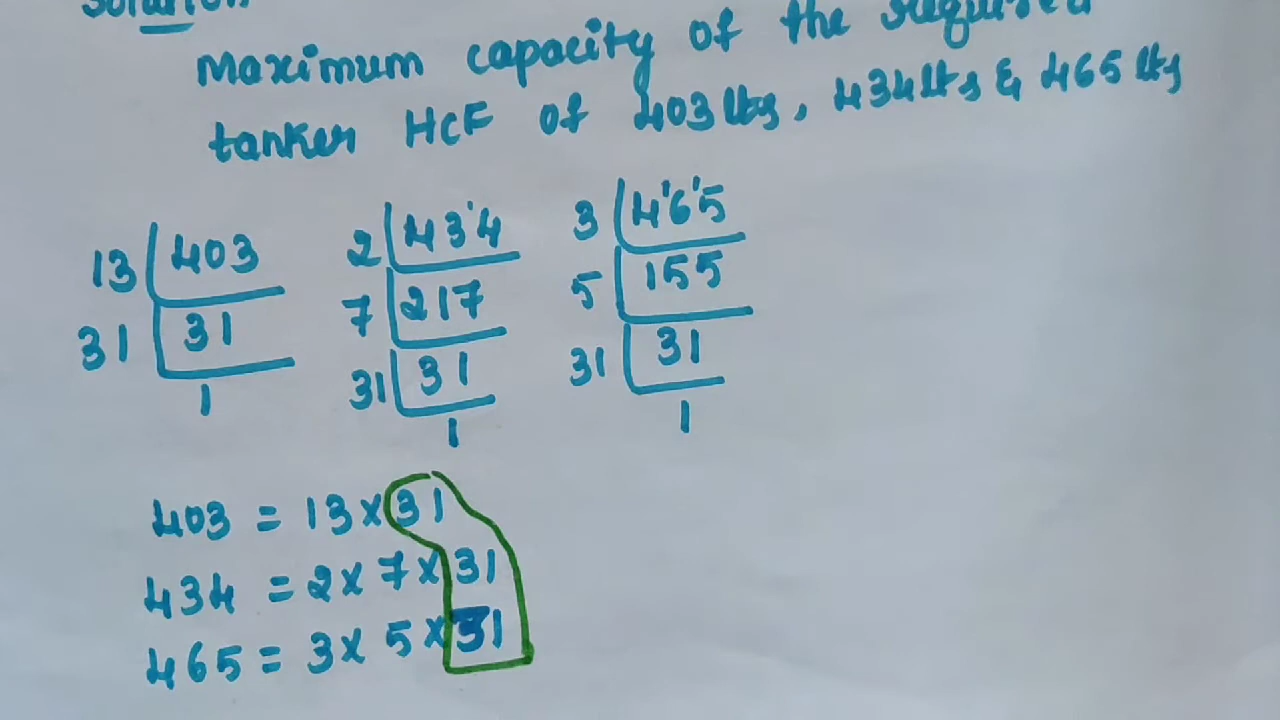 Solution
Maximum capacity of the required
tanker HCF of 403 lts, 434 lts & 465 lts
13 403
31 31
1
2 434
7 217
31 31
1
3 465
5 155
31 31
1
403 = 13 × 31
434 = 2 × 7 × 31
465 = 3 × 5 × 31